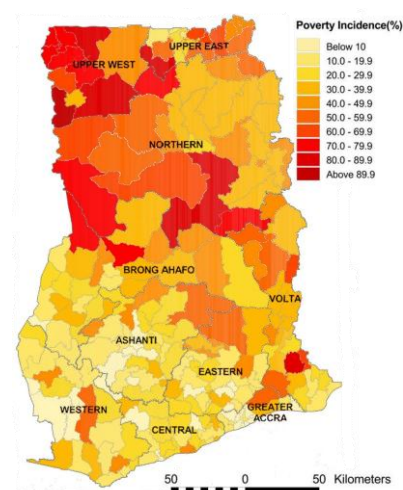 Poverty Incidence(%)
Below 10
10.0 - 19.9
20.0 - 29.9
30.0 - 39.9
40.0 - 49.9
50.0 - 59.9
60.0 - 69.9
70.0 - 79.9
80.0 - 89.9
Above 89.9
UPPER EAST
UPPER WEST
NORTHERN
BRONG AHAFO
VOLTA
ASHANTI
EASTERN
WESTERN
GREATER
ACCRA
CENTRAL
50 0 50 Kilometers